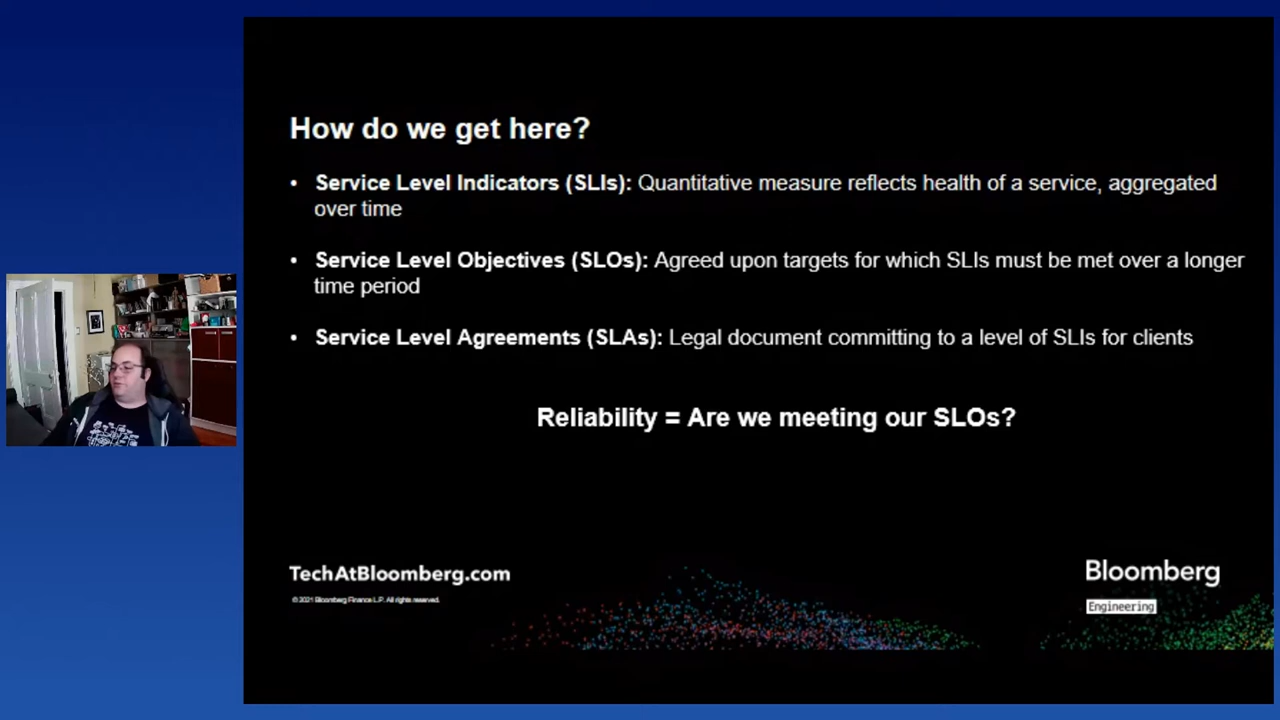 How do we get here?
• Service Level Indicators (SLIs): Quantitative measure reflects health of a service, aggregated
over time
• Service Level Objectives (SLOs): Agreed upon targets for which SLIs must be met over a longer
time period
• Service Level Agreements (SLAs): Legal document committing to a level of SLIs for clients
Reliability = Are we meeting our SLOs?
TechAtBloomberg.com
© 2021 Bloomberg Finance L.P. All rights reserved.
Bloomberg
Engineering